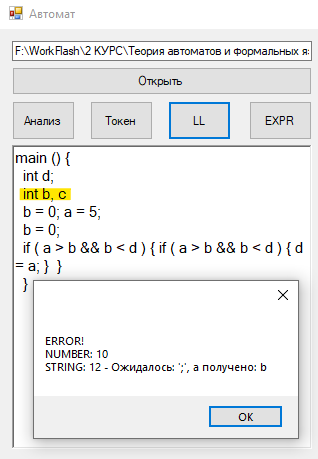 Автомат
F:\WorkFlash\2 КУРС\Теория автоматов и формальных яз
Открыть
Анализ Токен LL EXPR
main () {
int d;
int b, c
b = 0; a = 5;
b = 0;
if ( a > b && b < d ) { if ( a > b && b < d ) { d
= a; }  }
}
ERROR!
NUMBER: 10
STRING: 12 - Ожидалось: ';', а получено: b
OK